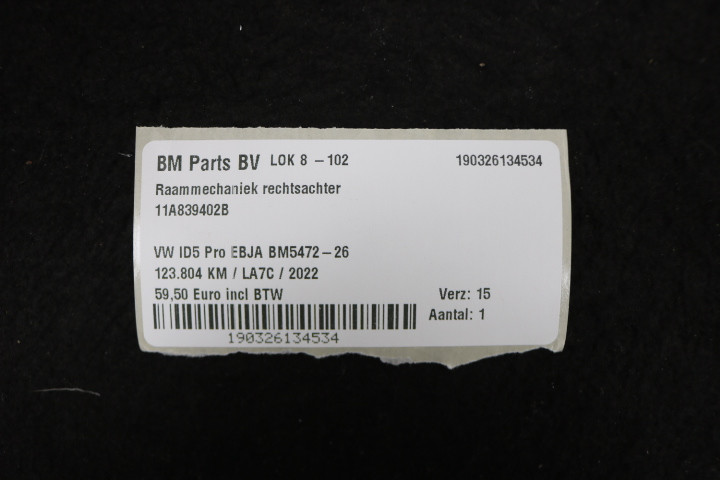 BM Parts BV LOK 8 - 102 190326134534
Raammechaniek rechtsachter
11A839402B
VW ID5 Pro EBJA BM5472-26
123.804 KM / LA7C / 2022
59,50 Euro incl BTW Verz: 15
Aantal: 1
190326134534